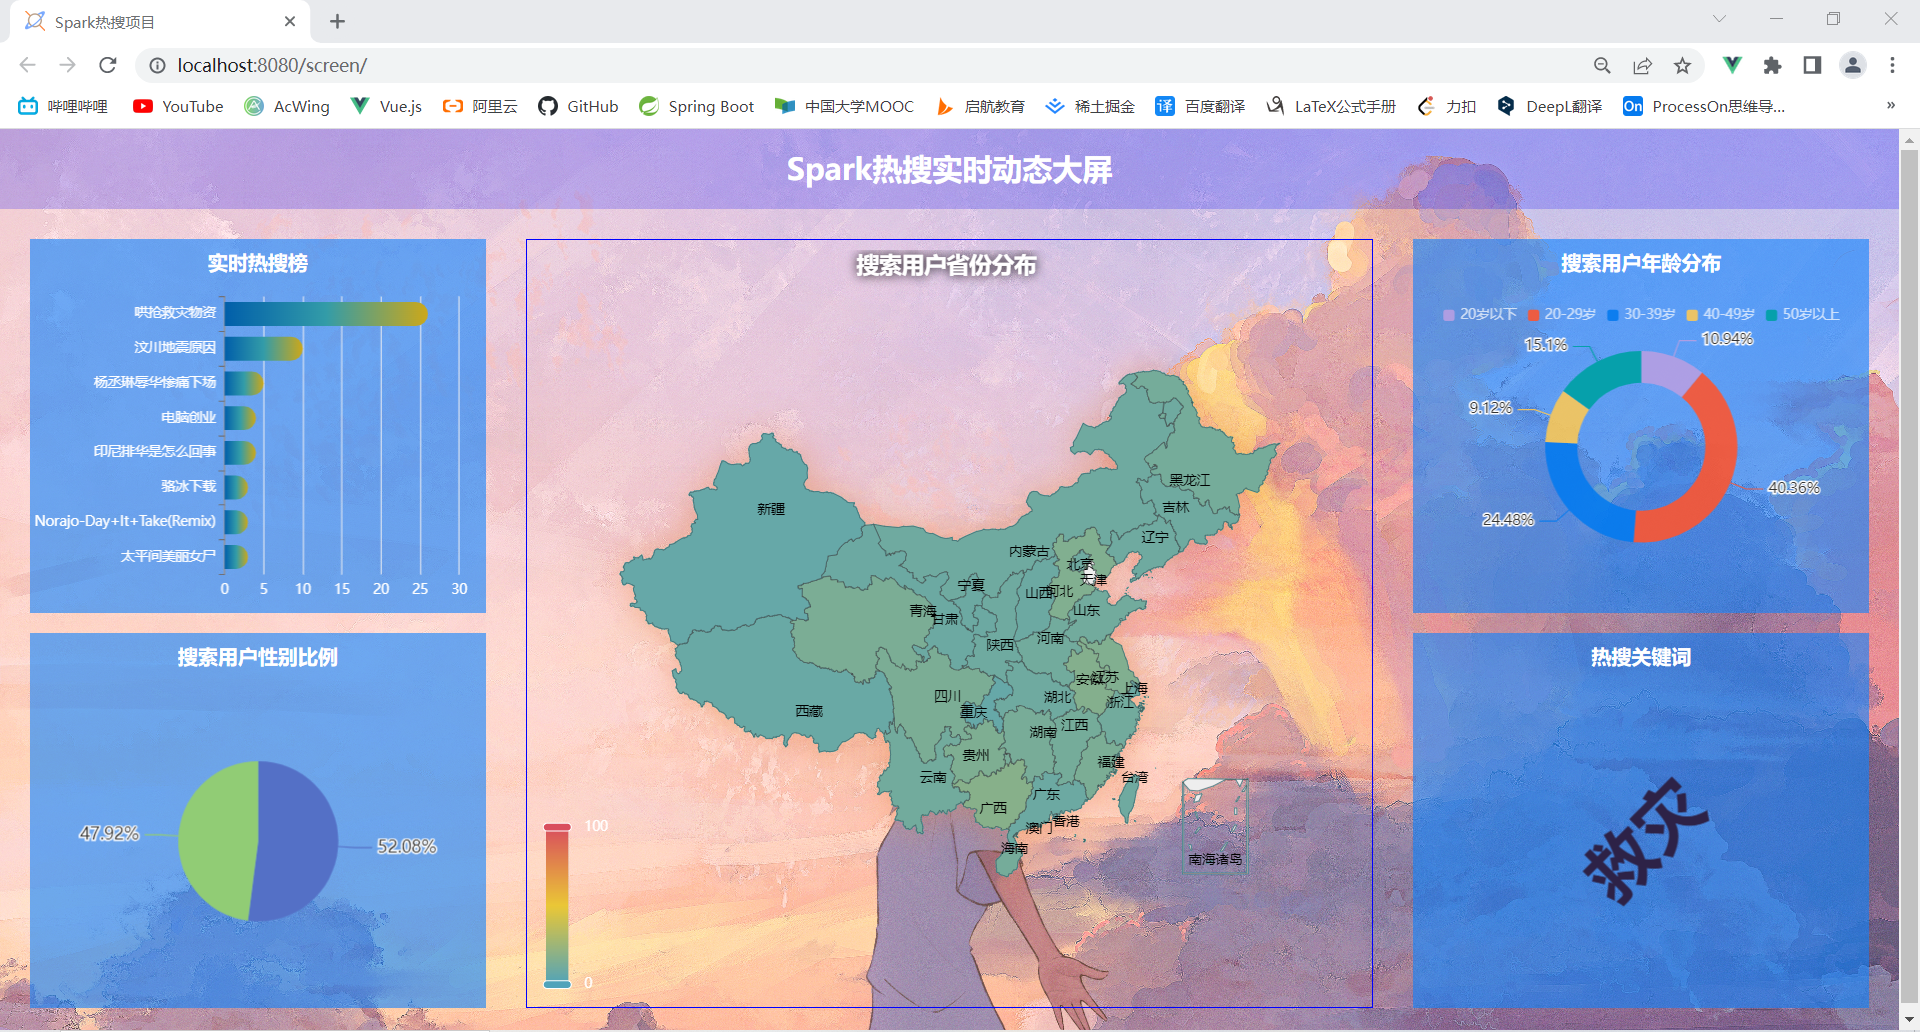 Spark热搜项目
localhost:8080/screen/
哔哩哔哩 YouTube AcWing Vue.js 阿里云 GitHub Spring Boot 中国大学MOOC 启航教育 稀土掘金 译 百度翻译 LaTeX公式手册 力扣 DeepL翻译 On ProcessOn思维导... »
Spark热搜实时动态大屏
实时热搜榜
哄抢救灾物资
汶川地震原因
杨丞琳辱华惨痛下场
电脑创业
印尼排华是怎么回事
骆冰下载
Norajo-Day+It+Take(Remix)
太平间美丽女尸
0 5 10 15 20 25 30
搜索用户性别比例
47.92%
52.08%
搜索用户省份分布
黑龙江
吉林
新疆
辽宁
内蒙古
北京
天津
宁夏
山西
河北
青海
甘肃
山东
河南
陕西
安徽
江苏
上海
四川
湖北
浙江
重庆
西藏
江西
湖南
贵州
福建
云南
台湾
广东
广西
香港
澳门
海南
南海诸岛
100
0
搜索用户年龄分布
20岁以下 20-29岁 30-39岁 40-49岁 50岁以上
10.94%
15.1%
9.12%
40.36%
24.48%
热搜关键词
救灾